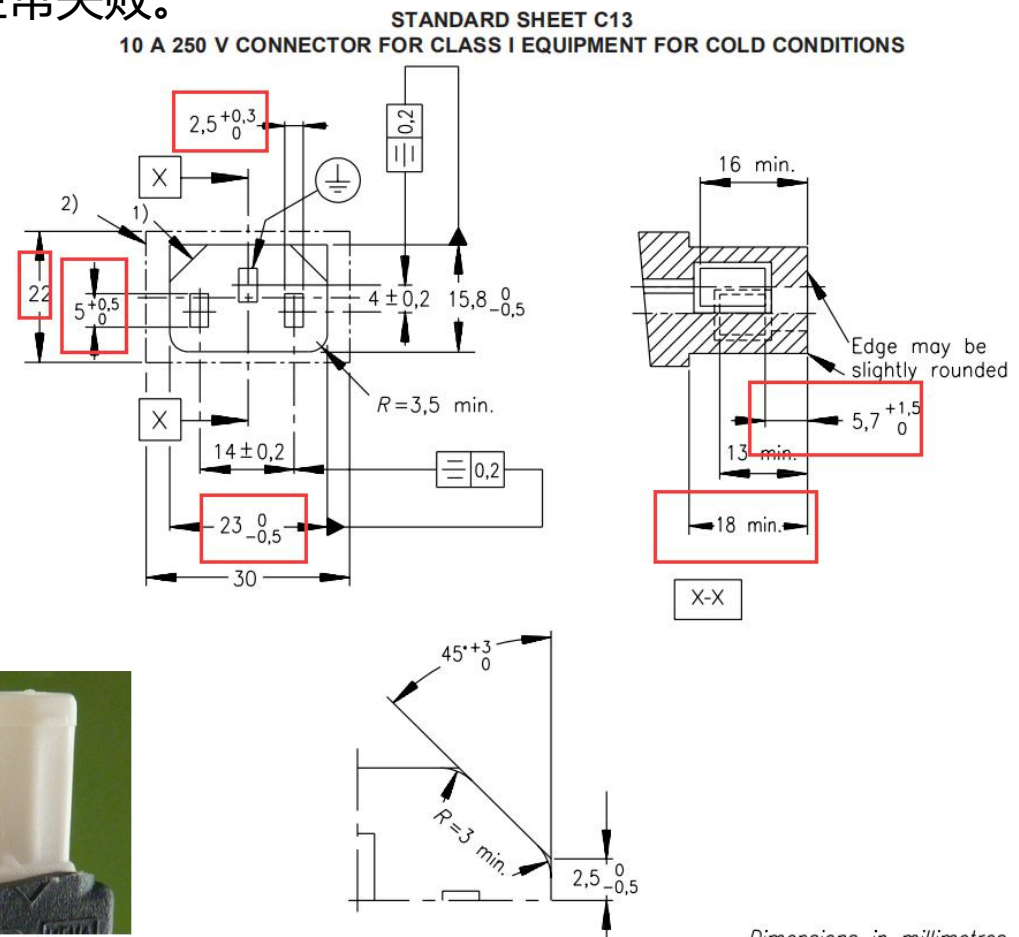 失败。
STANDARD SHEET C13
10 A 250 V CONNECTOR FOR CLASS I EQUIPMENT FOR COLD CONDITIONS
2,5 +0,3 0
0,2
X
16 min.
2)
1)
22
5 +0,5 0
4 ± 0,2
15,8 0 -0,5
Edge may be
slightly rounded
R=3,5 min.
X
5,7 +1,5 0
14 ± 0,2
0,2
13 min.
23 0 -0,5
18 min.
30
X-X
45° +3 0
R=3 min.
2,5 0 -0,5
Dimensions in millimetres